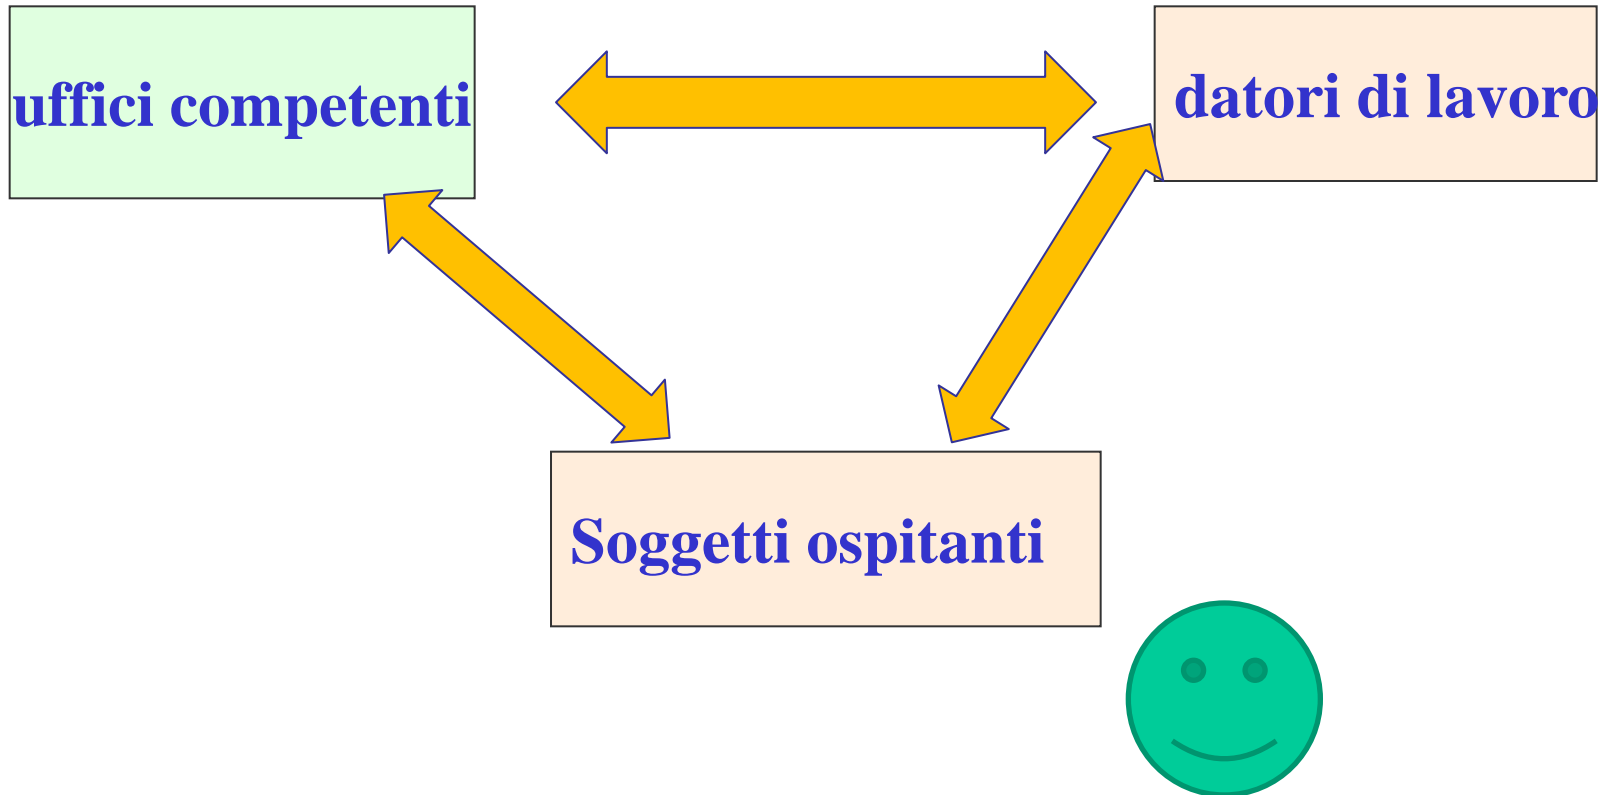 uffici competenti
datori di lavoro
Soggetti ospitanti